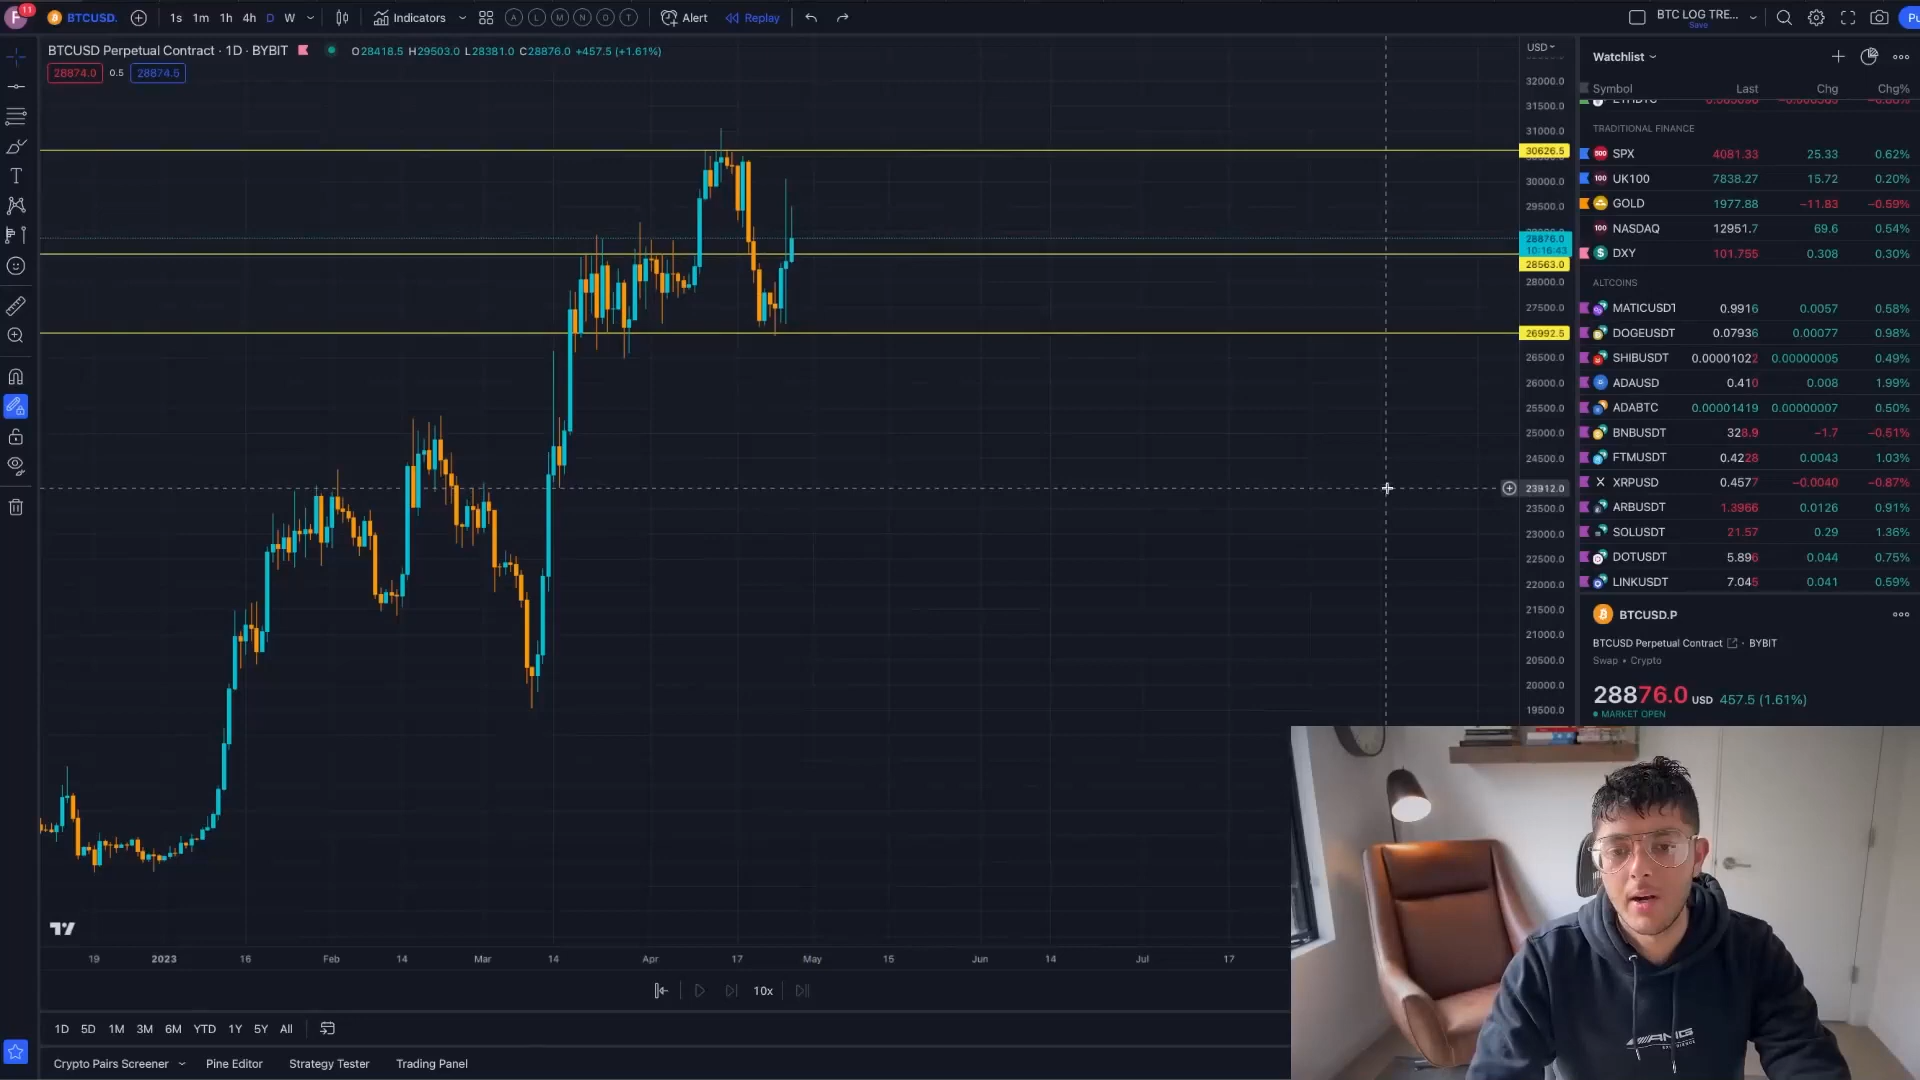 F 11 BTCUSD. 1s 1m 1h 4h D W Indicators A L M N O T Alert Replay BTC LOG TRE... Save Pu
BTCUSD Perpetual Contract · 1D · BYBIT O28418.5 H29503.0 L28381.0 C28876.0 +457.5 (+1.61%)
28874.0 0.5 28874.5
USD
32000.0
31500.0
31000.0
30626.5
30000.0
29500.0
28876.0
10:16:43
28563.0
28000.0
27500.0
26992.5
26500.0
26000.0
25500.0
25000.0
24500.0
23912.0
23500.0
23000.0
22500.0
22000.0
21500.0
21000.0
20500.0
20000.0
19500.0
19 2023 16 Feb 14 Mar 14 Apr 17 May 15 Jun 14 Jul 17
10x
1D 5D 1M 3M 6M YTD 1Y 5Y All
Crypto Pairs Screener Pine Editor Strategy Tester Trading Panel
Watchlist
Symbol Last Chg Chg%
TRADITIONAL FINANCE
500 SPX 4081.33 25.33 0.62%
100 UK100 7838.27 15.72 0.20%
GOLD 1977.88 −11.83 −0.59%
100 NASDAQ 12951.7 69.6 0.54%
$ DXY 101.755 0.308 0.30%
ALTCOINS
MATICUSDT 0.9916 0.0057 0.58%
DOGEUSDT 0.07936 0.00077 0.98%
SHIBUSDT 0.00001022 0.00000005 0.49%
ADAUSD 0.410 0.008 1.99%
ADABTC 0.00001419 0.00000007 0.50%
BNBUSDT 328.9 −1.7 −0.51%
FTMUSDT 0.4228 0.0043 1.03%
XRPUSD 0.4577 −0.0040 −0.87%
ARBUSDT 1.3966 0.0126 0.91%
SOLUSDT 21.57 0.29 1.36%
DOTUSDT 5.896 0.044 0.75%
LINKUSDT 7.045 0.041 0.59%
BTCUSD.P
BTCUSD Perpetual Contract · BYBIT
Swap • Crypto
28876.0 USD 457.5 (1.61%)
MARKET OPEN
AMG